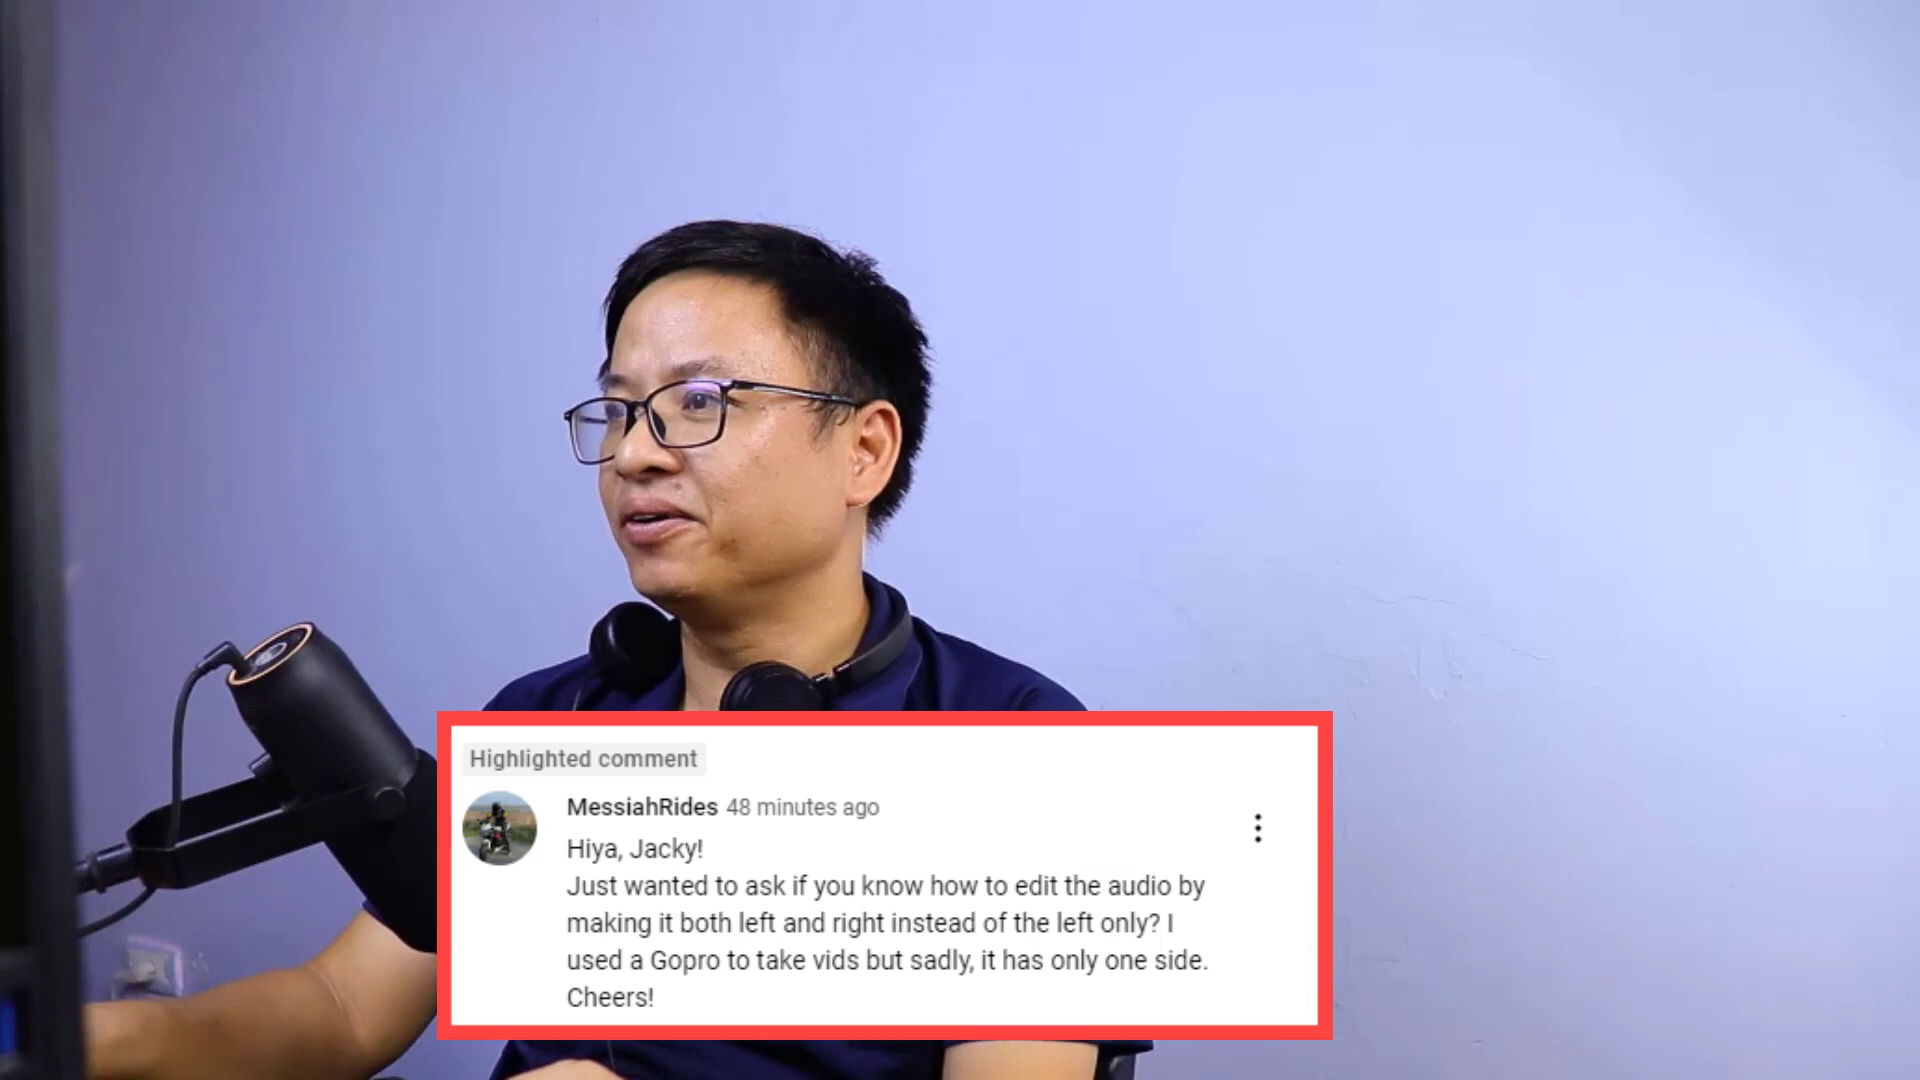 Highlighted comment
MessiahRides 48 minutes ago
Hiya, Jacky!
Just wanted to ask if you know how to edit the audio by
making it both left and right instead of the left only? I
used a Gopro to take vids but sadly, it has only one side.
Cheers!